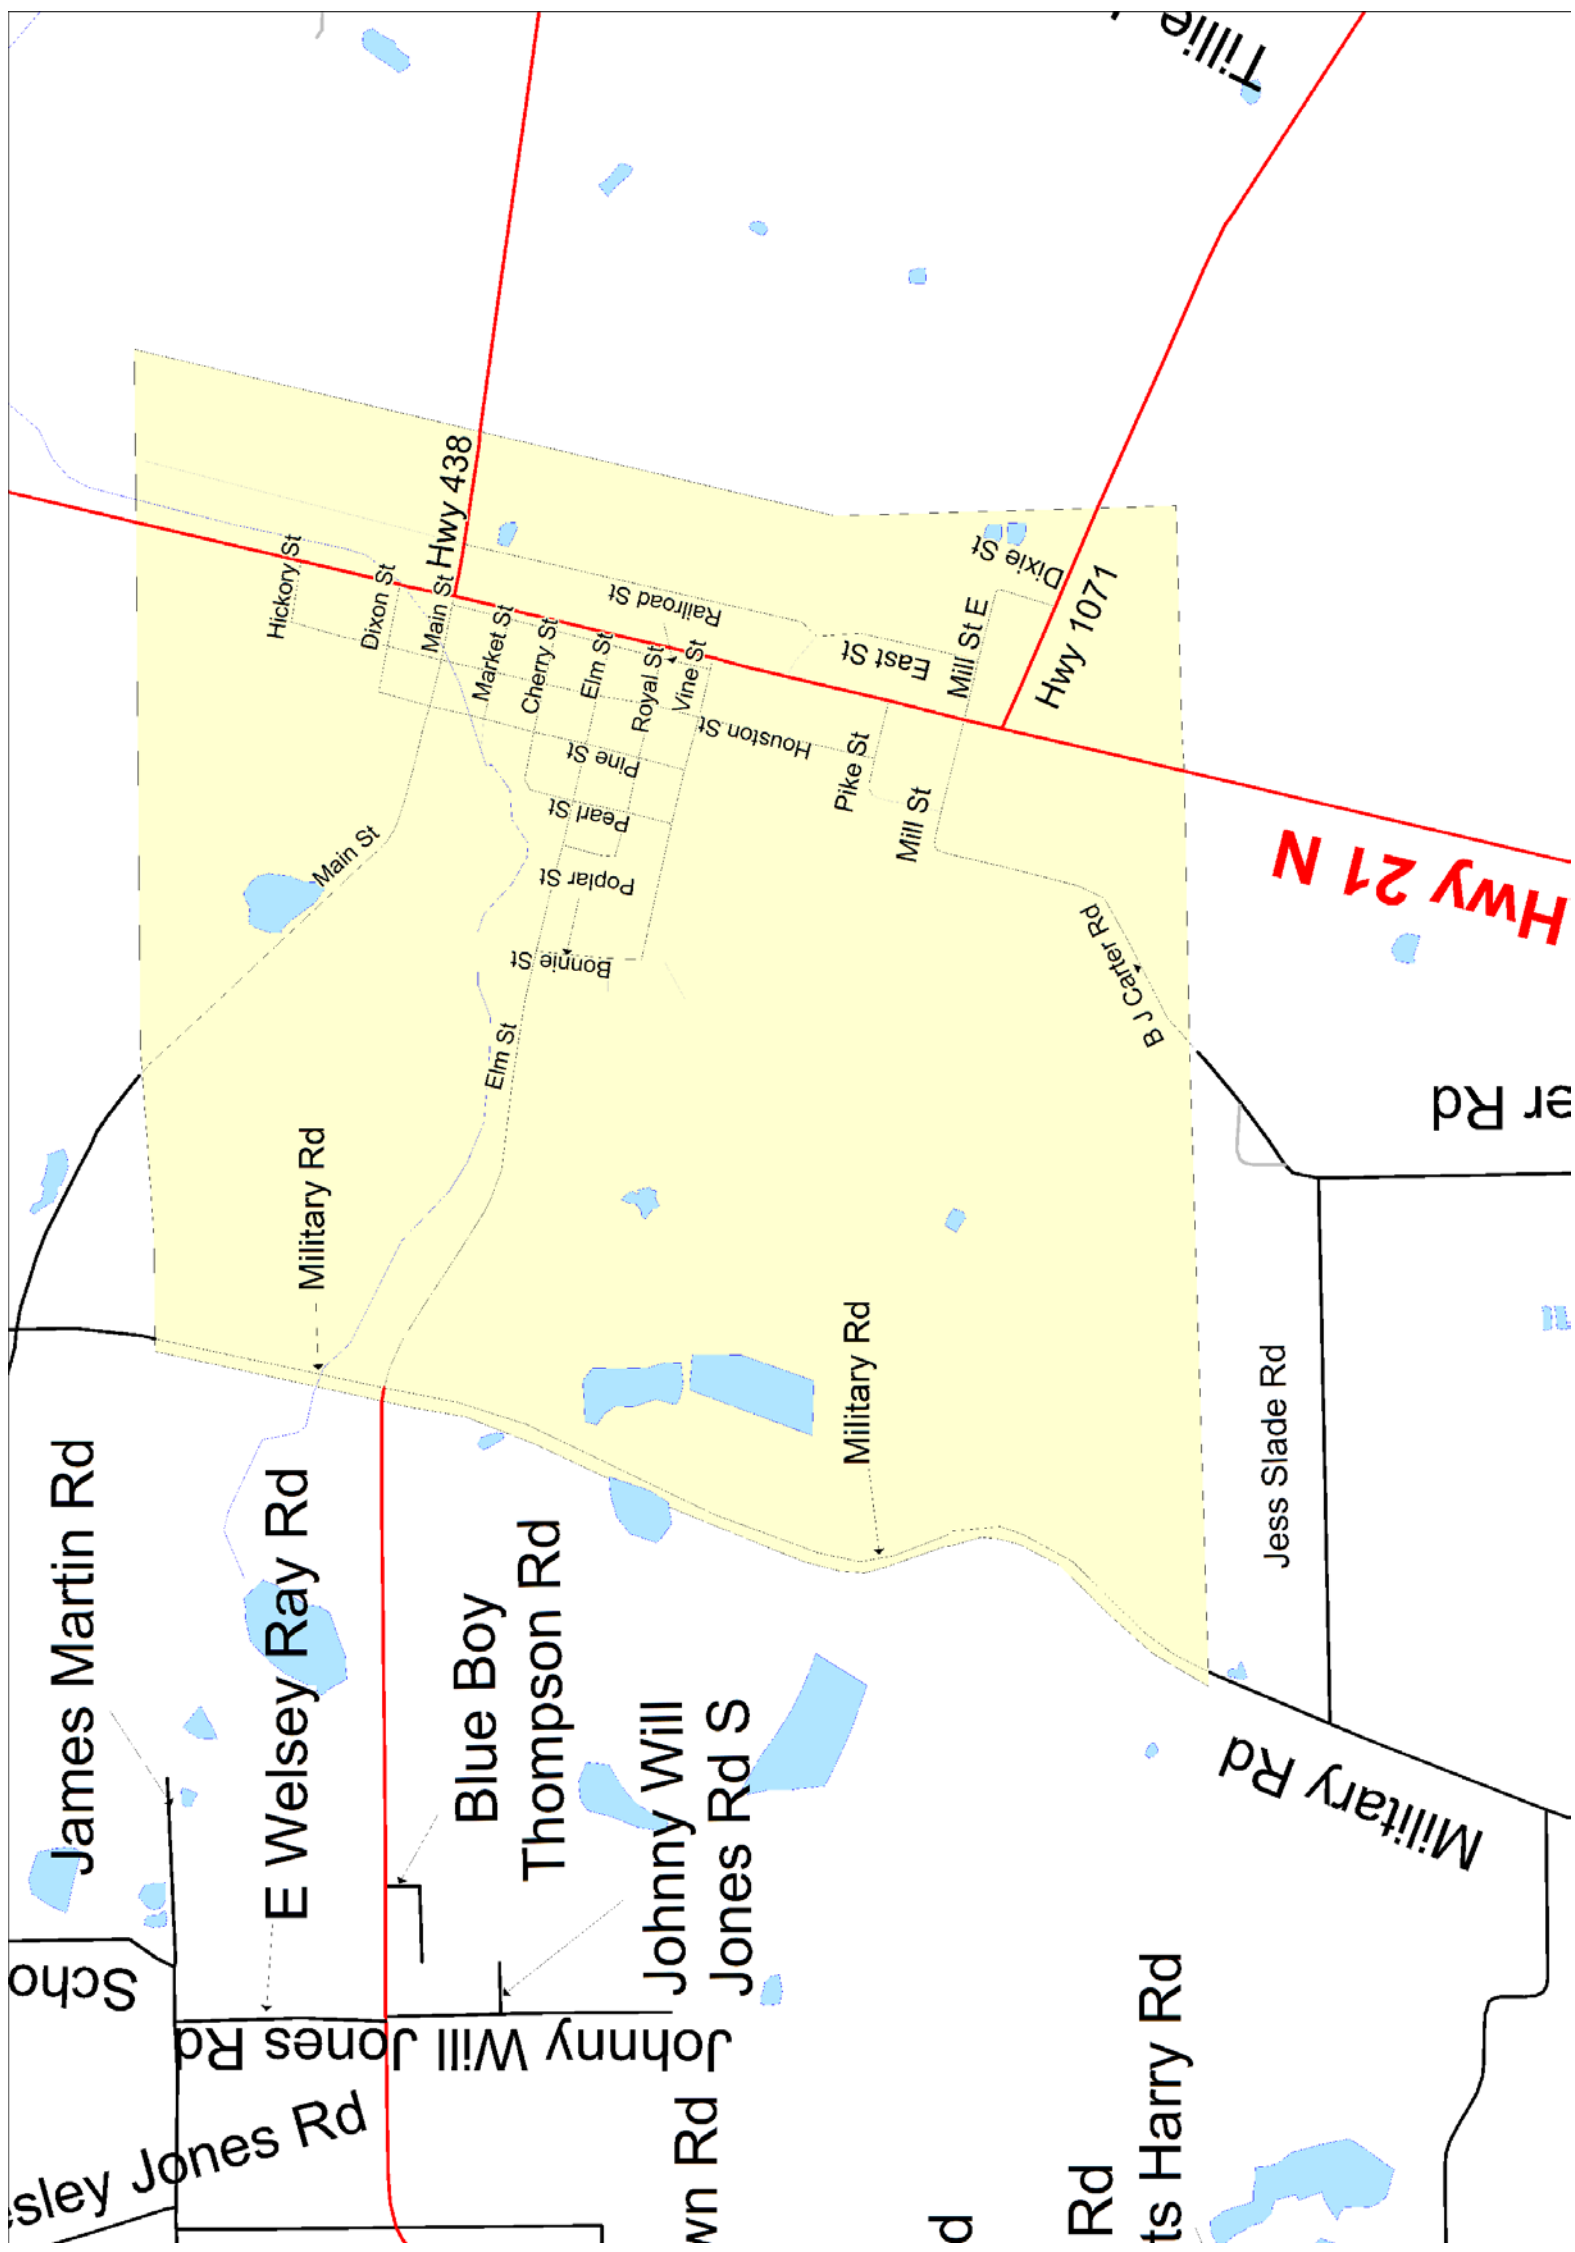 Tillie
Hwy 438
Hickory St
Dixon St
Main St
Market St
Cherry St
Elm St
Royal St
Vine St
Railroad St
East St
Dixie St
Mill St E
Hwy 1071
Houston St
Pine St
Pearl St
Poplar St
Bonnie St
Pike St
Mill St
Main St
Hwy 21 N
B J Carter Rd
Elm St
er Rd
Military Rd
Military Rd
Jess Slade Rd
James Martin Rd
E Welsey Ray Rd
Blue Boy
Thompson Rd
Johnny Will
Jones Rd S
Military Rd
Scho
Johnny Will Jones Rd
esley Jones Rd
wn Rd
d
Rd
ts Harry Rd